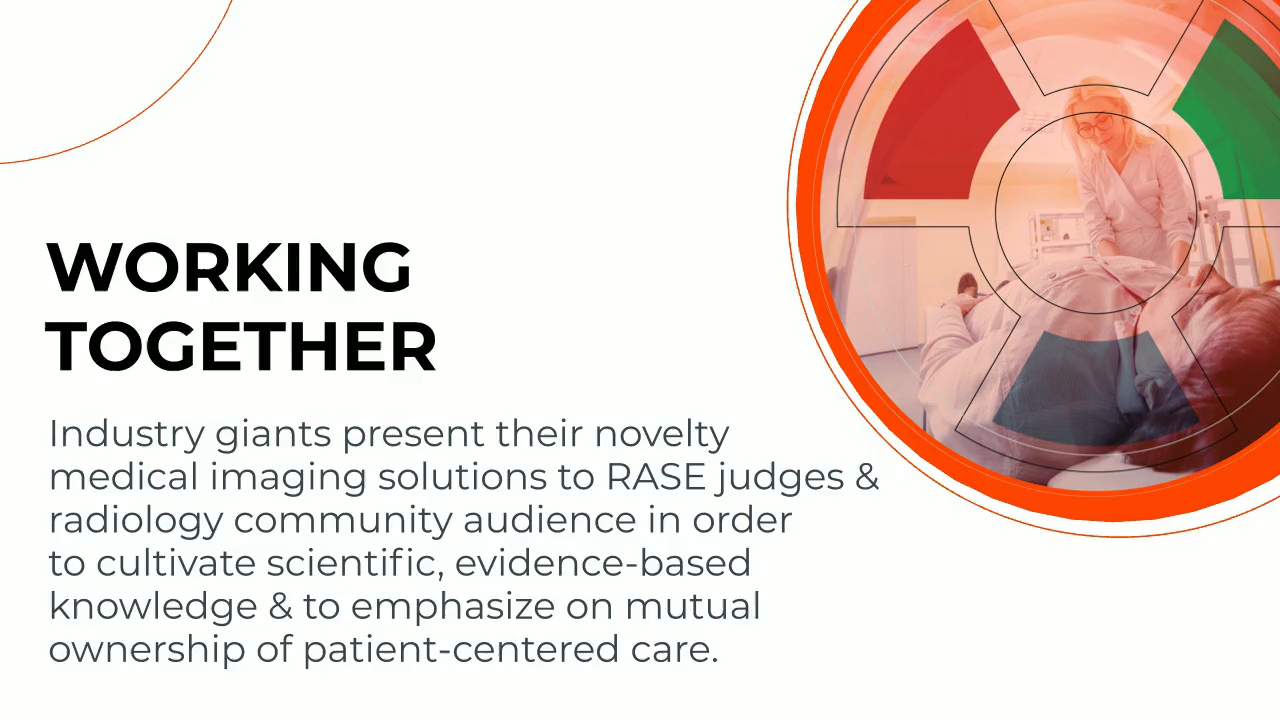 WORKING
TOGETHER
Industry giants present their novelty
medical imaging solutions to RASE judges &
radiology community audience in order
to cultivate scientific, evidence-based
knowledge & to emphasize on mutual
ownership of patient-centered care.